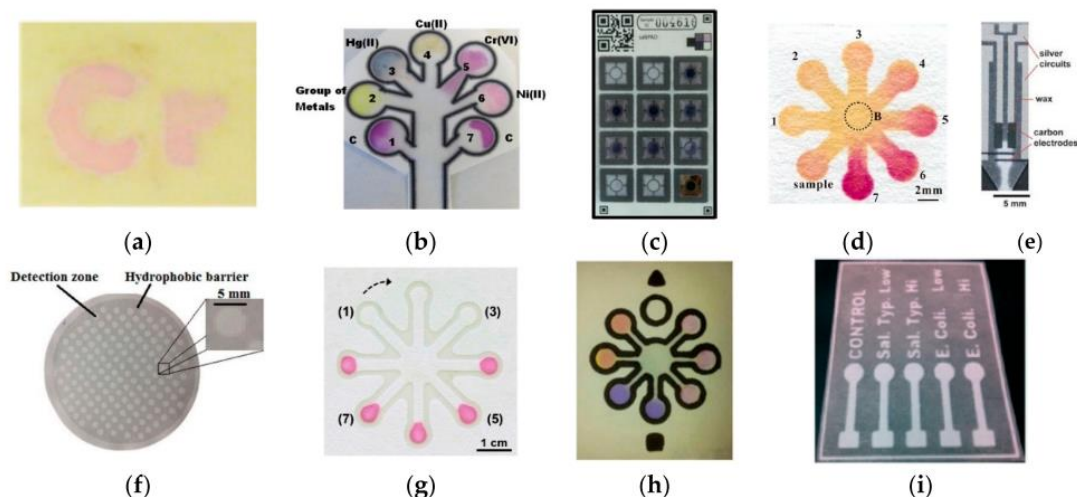 Cr
(a)
Cu(II)
Hg(II)
Cr(VI)
Group of
Metals
Ni(II)
C
C
1
2
3
4
5
6
7
(b)
004610
(c)
3
2
4
1
B
5
sample
6
7
2mm
(d)
silver
circuits
wax
carbon
electrodes
5 mm
(e)
Detection zone
Hydrophobic barrier
5 mm
(f)
(1)
(3)
(7)
(5)
1 cm
(g)
(h)
CONTROL
Sal. Typ. Low
Sal. Typ. Hi
E. Coli. Low
E. Coli. Hi
(i)